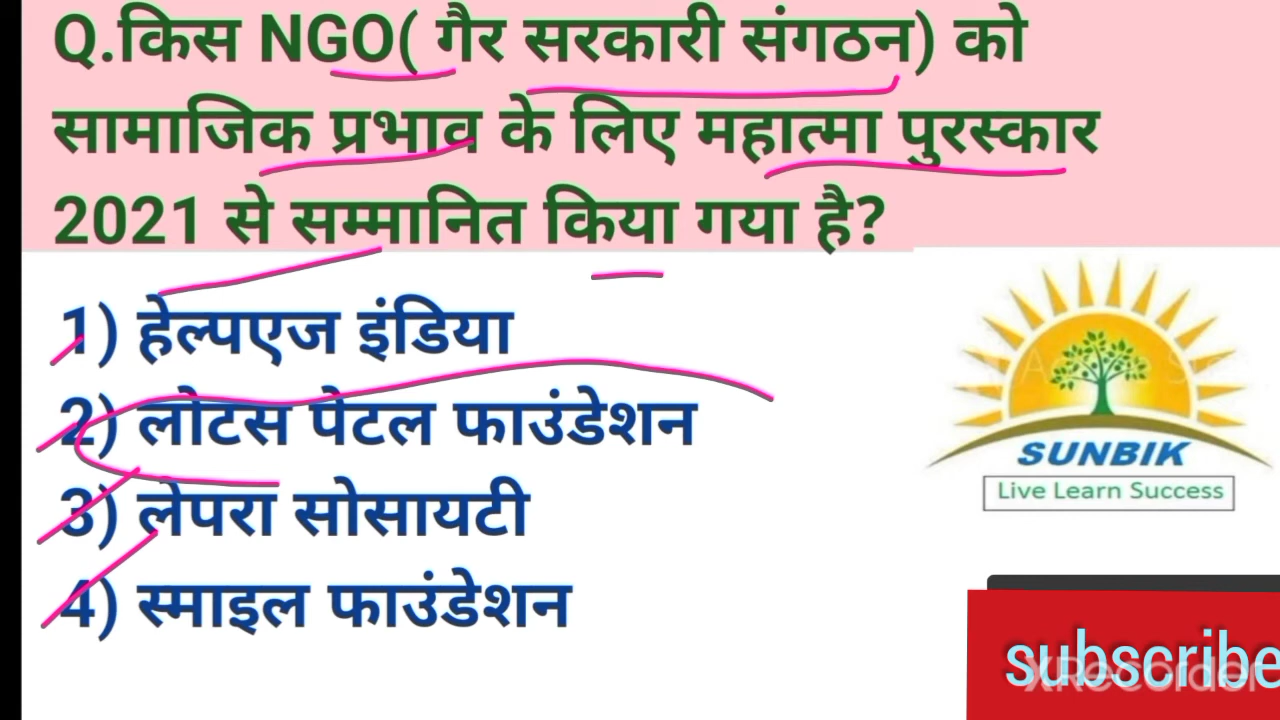 Q.किस NGO( गैर सरकारी संगठन) को
सामाजिक प्रभाव के लिए महात्मा पुरस्कार
2021 से सम्मानित किया गया है?
1) हेल्पएज इंडिया
2) लोटस पेटल फाउंडेशन
3) लेपरा सोसायटी
4) स्माइल फाउंडेशन
SUNBIK
Live Learn Success
subscribe
XRecorder